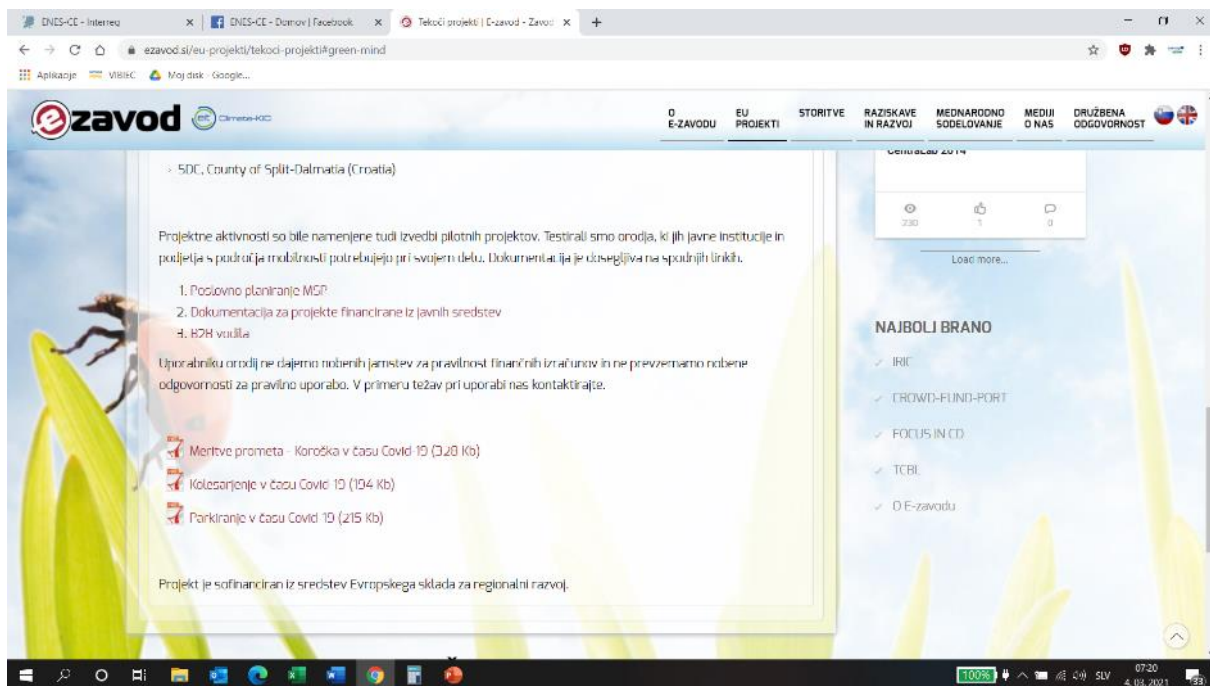 ENES-CE - Interreg
ENES-CE - Domov | Facebook
Tekoči projekti | E-zavod - Zavod
ezavod.si/eu-projekti/tekoci-projekti#green-mind
Aplikacije
VIBIEC
Moj disk - Google...
ezavod
Climate-KIC
O E-ZAVODU
EU PROJEKTI
STORITVE
RAZISKAVE IN RAZVOJ
MEDNARODNO SODELOVANJE
MEDIJI O NAS
DRUŽBENA ODGOVORNOST
SDC, County of Split-Dalmatia (Croatia)
Projektne aktivnosti so bile namenjene tudi izvedbi pilotnih projektov. Testirali smo orodja, ki jih javne institucije in
podjetja s področja mobilnosti potrebujejo pri svojem delu. Dokumentacija je dosegljiva na spodnjih linkih.
1. Poslovno planiranje MSP
2. Dokumentacija za projekte financirane iz javnih sredstev
3. B2B vodila
Uporabniku orodij ne dajemo nobenih jamstev za pravilnost finančnih izračunov in ne prevzemamo nobene
odgovornosti za pravilno uporabo. V primeru težav pri uporabi nas kontaktirajte.
Meritve prometa - Koroška v času Covid-19 (328 Kb)
Kolesarjenje v času Covid 19 (194 Kb)
Parkiranje v času Covid 19 (215 Kb)
Projekt je sofinanciran iz sredstev Evropskega sklada za regionalni razvoj.
CentraLab 2014
230
1
0
Load more...
NAJBOLJ BRANO
IRIC
CROWD-FUND-PORT
FOCUS IN CD
TCBL
O E-zavodu
100%
SLV
07:20
4. 03. 2021
33